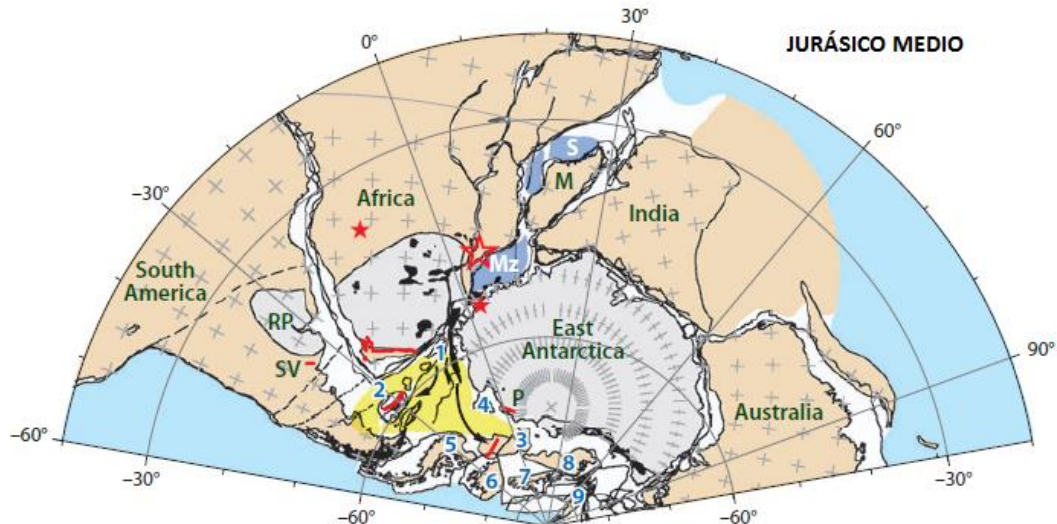 JURÁSICO MEDIO
0°
30°
60°
90°
−30°
−60°
−30°
−60°
−60°
−30°
Africa
S
M
India
Mz
South
America
RP
SV
East
Antarctica
P
Australia
1
2
3
4
5
6
7
8
9